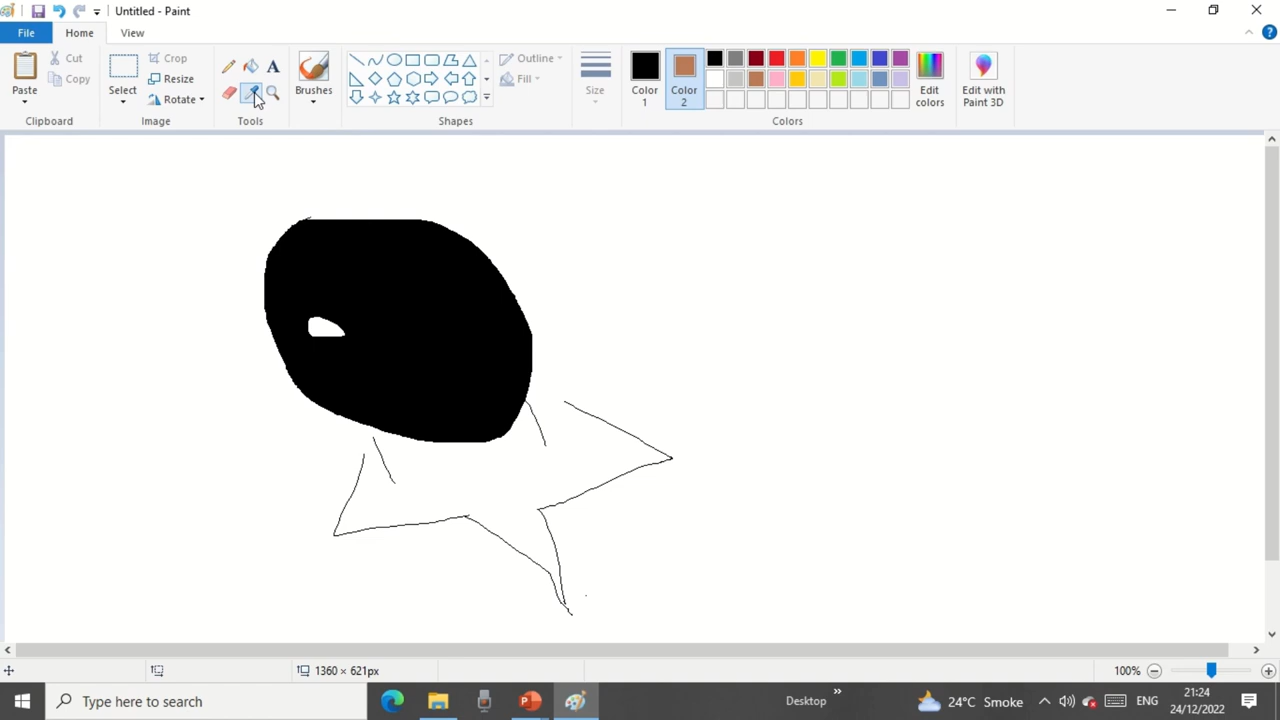 Untitled - Paint
File Home View
Paste
Cut
Copy
Clipboard
Select
Crop
Resize
Rotate
Image
A
Tools
Brushes
Shapes
Outline
Fill
Size
Color 1
Color 2
Edit colors
Colors
Edit with Paint 3D
1360 × 621px
100%
Type here to search
Desktop
24°C Smoke
ENG
21:24
24/12/2022